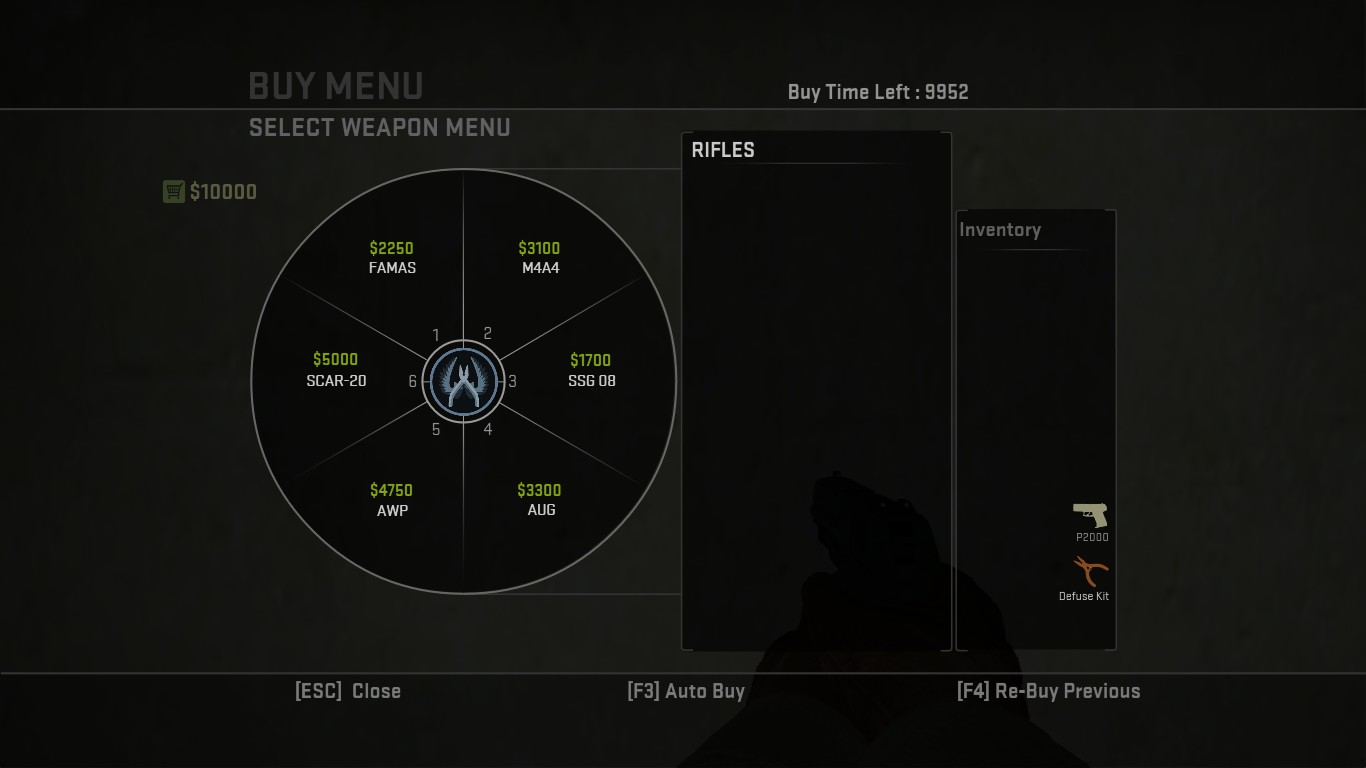 BUY MENU
Buy Time Left : 9952
SELECT WEAPON MENU
RIFLES
$10000
Inventory
$2250
FAMAS
$3100
M4A4
1
2
$5000
SCAR-20
6
3
$1700
SSG 08
5
4
$4750
AWP
$3300
AUG
P2000
Defuse Kit
[ESC] Close
[F3] Auto Buy
[F4] Re-Buy Previous